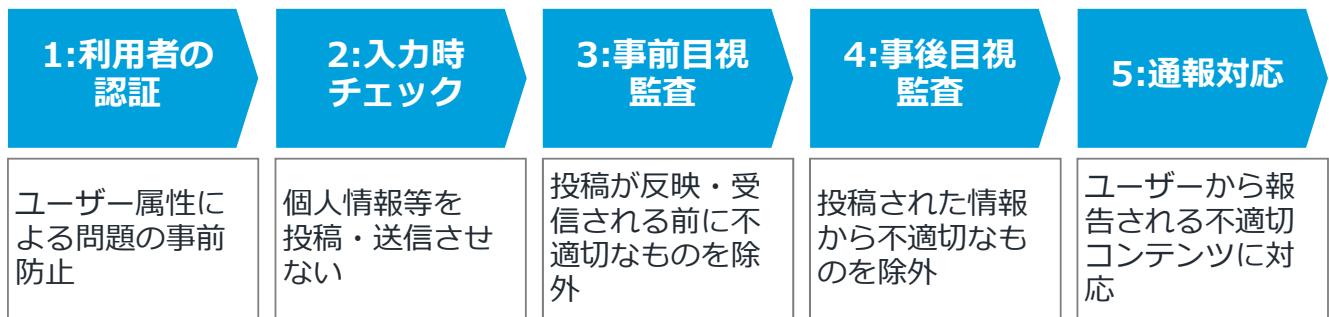 1:利用者の
認証
2:入力時
チェック
3:事前目視
監査
4:事後目視
監査
5:通報対応
ユーザー属性に
よる問題の事前
防止
個人情報等を
投稿・送信させ
ない
投稿が反映・受
信される前に不
適切なものを除
外
投稿された情報
から不適切なも
のを除外
ユーザーから報
告される不適切
コンテンツに対
応